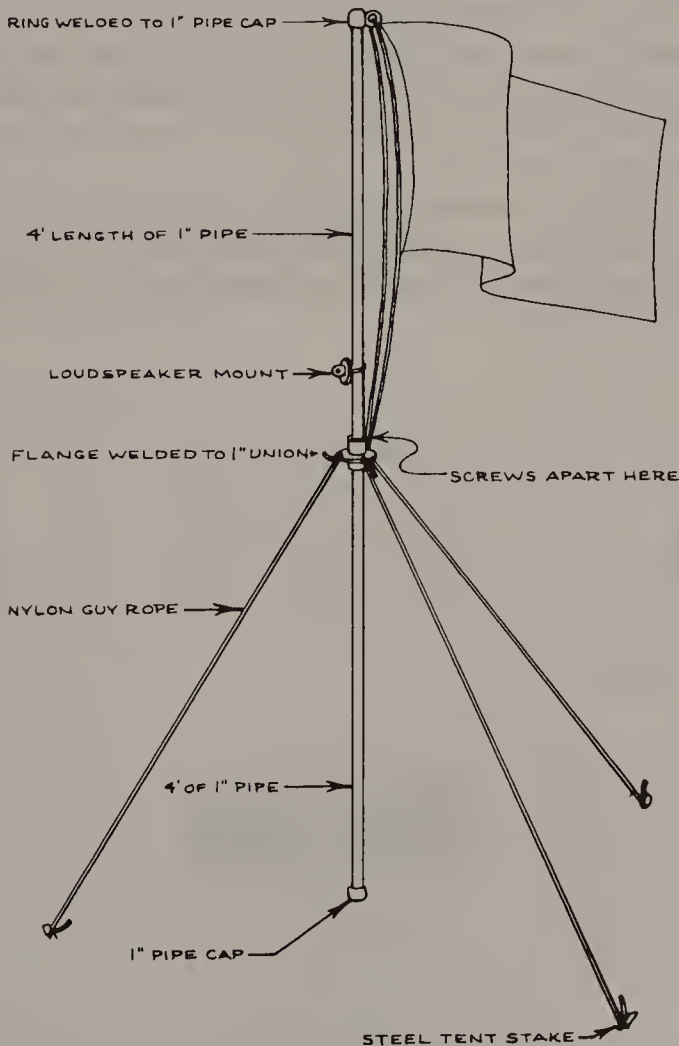 RING WELDED TO 1" PIPE CAP
4' LENGTH OF 1" PIPE
LOUDSPEAKER MOUNT
FLANGE WELDED TO 1" UNION
SCREWS APART HERE
NYLON GUY ROPE
4' OF 1" PIPE
1" PIPE CAP
STEEL TENT STAKE